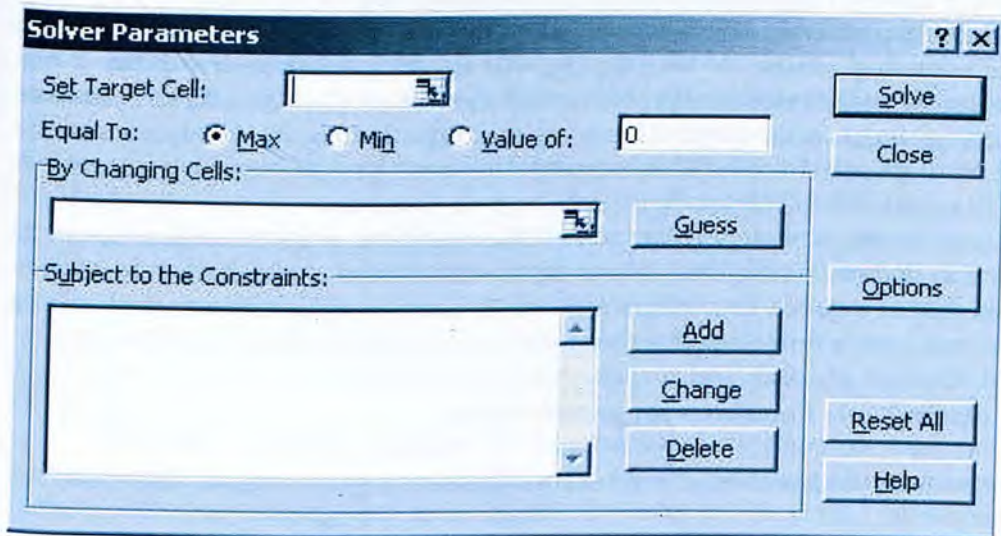 Solver Parameters
? X
Set Target Cell:
Solve
Equal To: Max Min Value of: 0
Close
By Changing Cells:
Guess
Subject to the Constraints:
Options
Add
Change
Reset All
Delete
Help